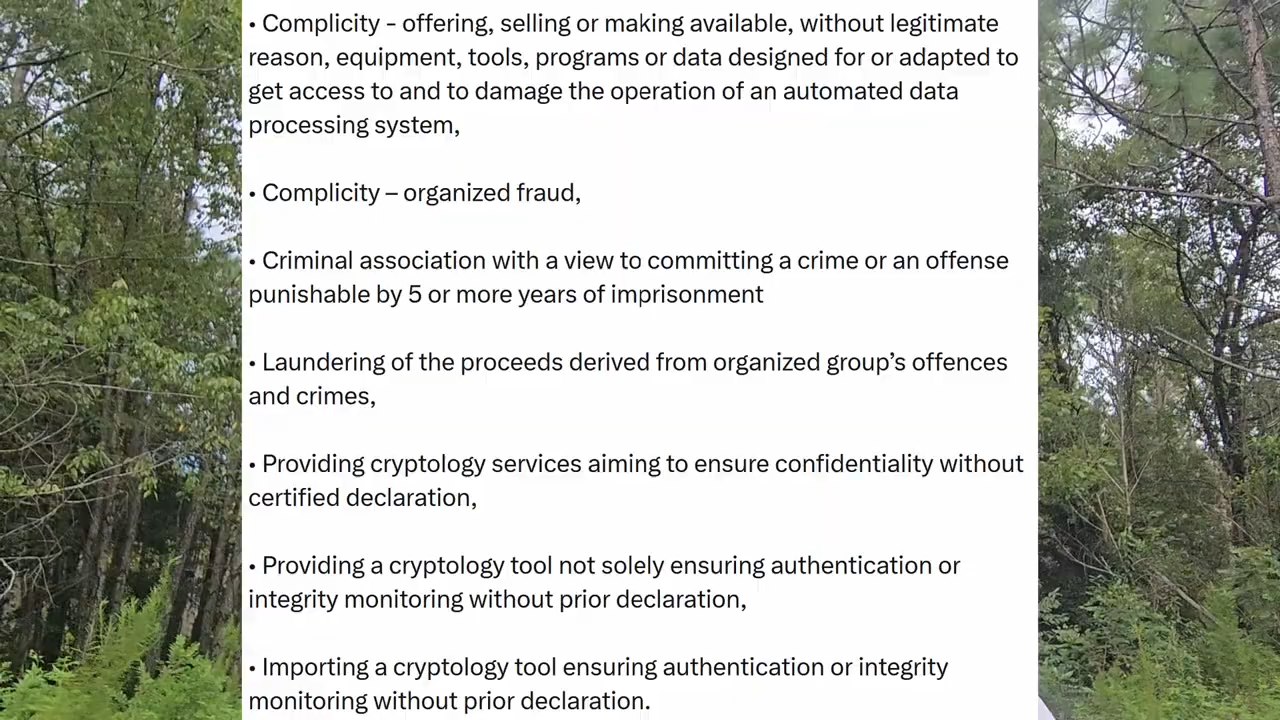 • Complicity - offering, selling or making available, without legitimate
reason, equipment, tools, programs or data designed for or adapted to
get access to and to damage the operation of an automated data
processing system,
• Complicity – organized fraud,
• Criminal association with a view to committing a crime or an offense
punishable by 5 or more years of imprisonment
• Laundering of the proceeds derived from organized group’s offences
and crimes,
• Providing cryptology services aiming to ensure confidentiality without
certified declaration,
• Providing a cryptology tool not solely ensuring authentication or
integrity monitoring without prior declaration,
• Importing a cryptology tool ensuring authentication or integrity
monitoring without prior declaration.